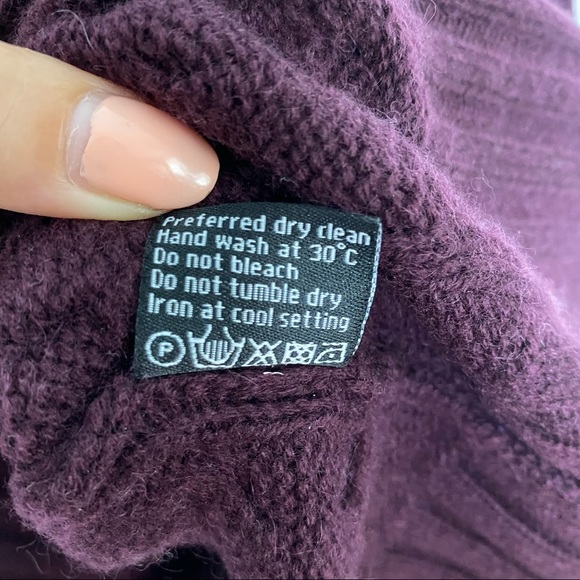 Preferred dry clean
Hand wash at 30°C
Do not bleach
Do not tumble dry
Iron at cool setting
P